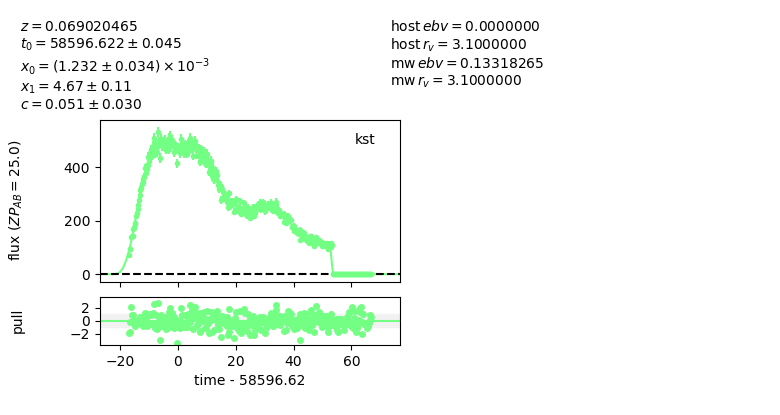 z = 0.069020465
t₀ = 58596.622 ± 0.045
x₀ = (1.232 ± 0.034) × 10⁻³
x₁ = 4.67 ± 0.11
c = 0.051 ± 0.030
host ebv = 0.0000000
host r_v = 3.1000000
mw ebv = 0.13318265
mw r_v = 3.1000000
kst
flux (ZP_AB = 25.0)
400
200
0
pull
2
0
−2
−20 0 20 40 60
time - 58596.62